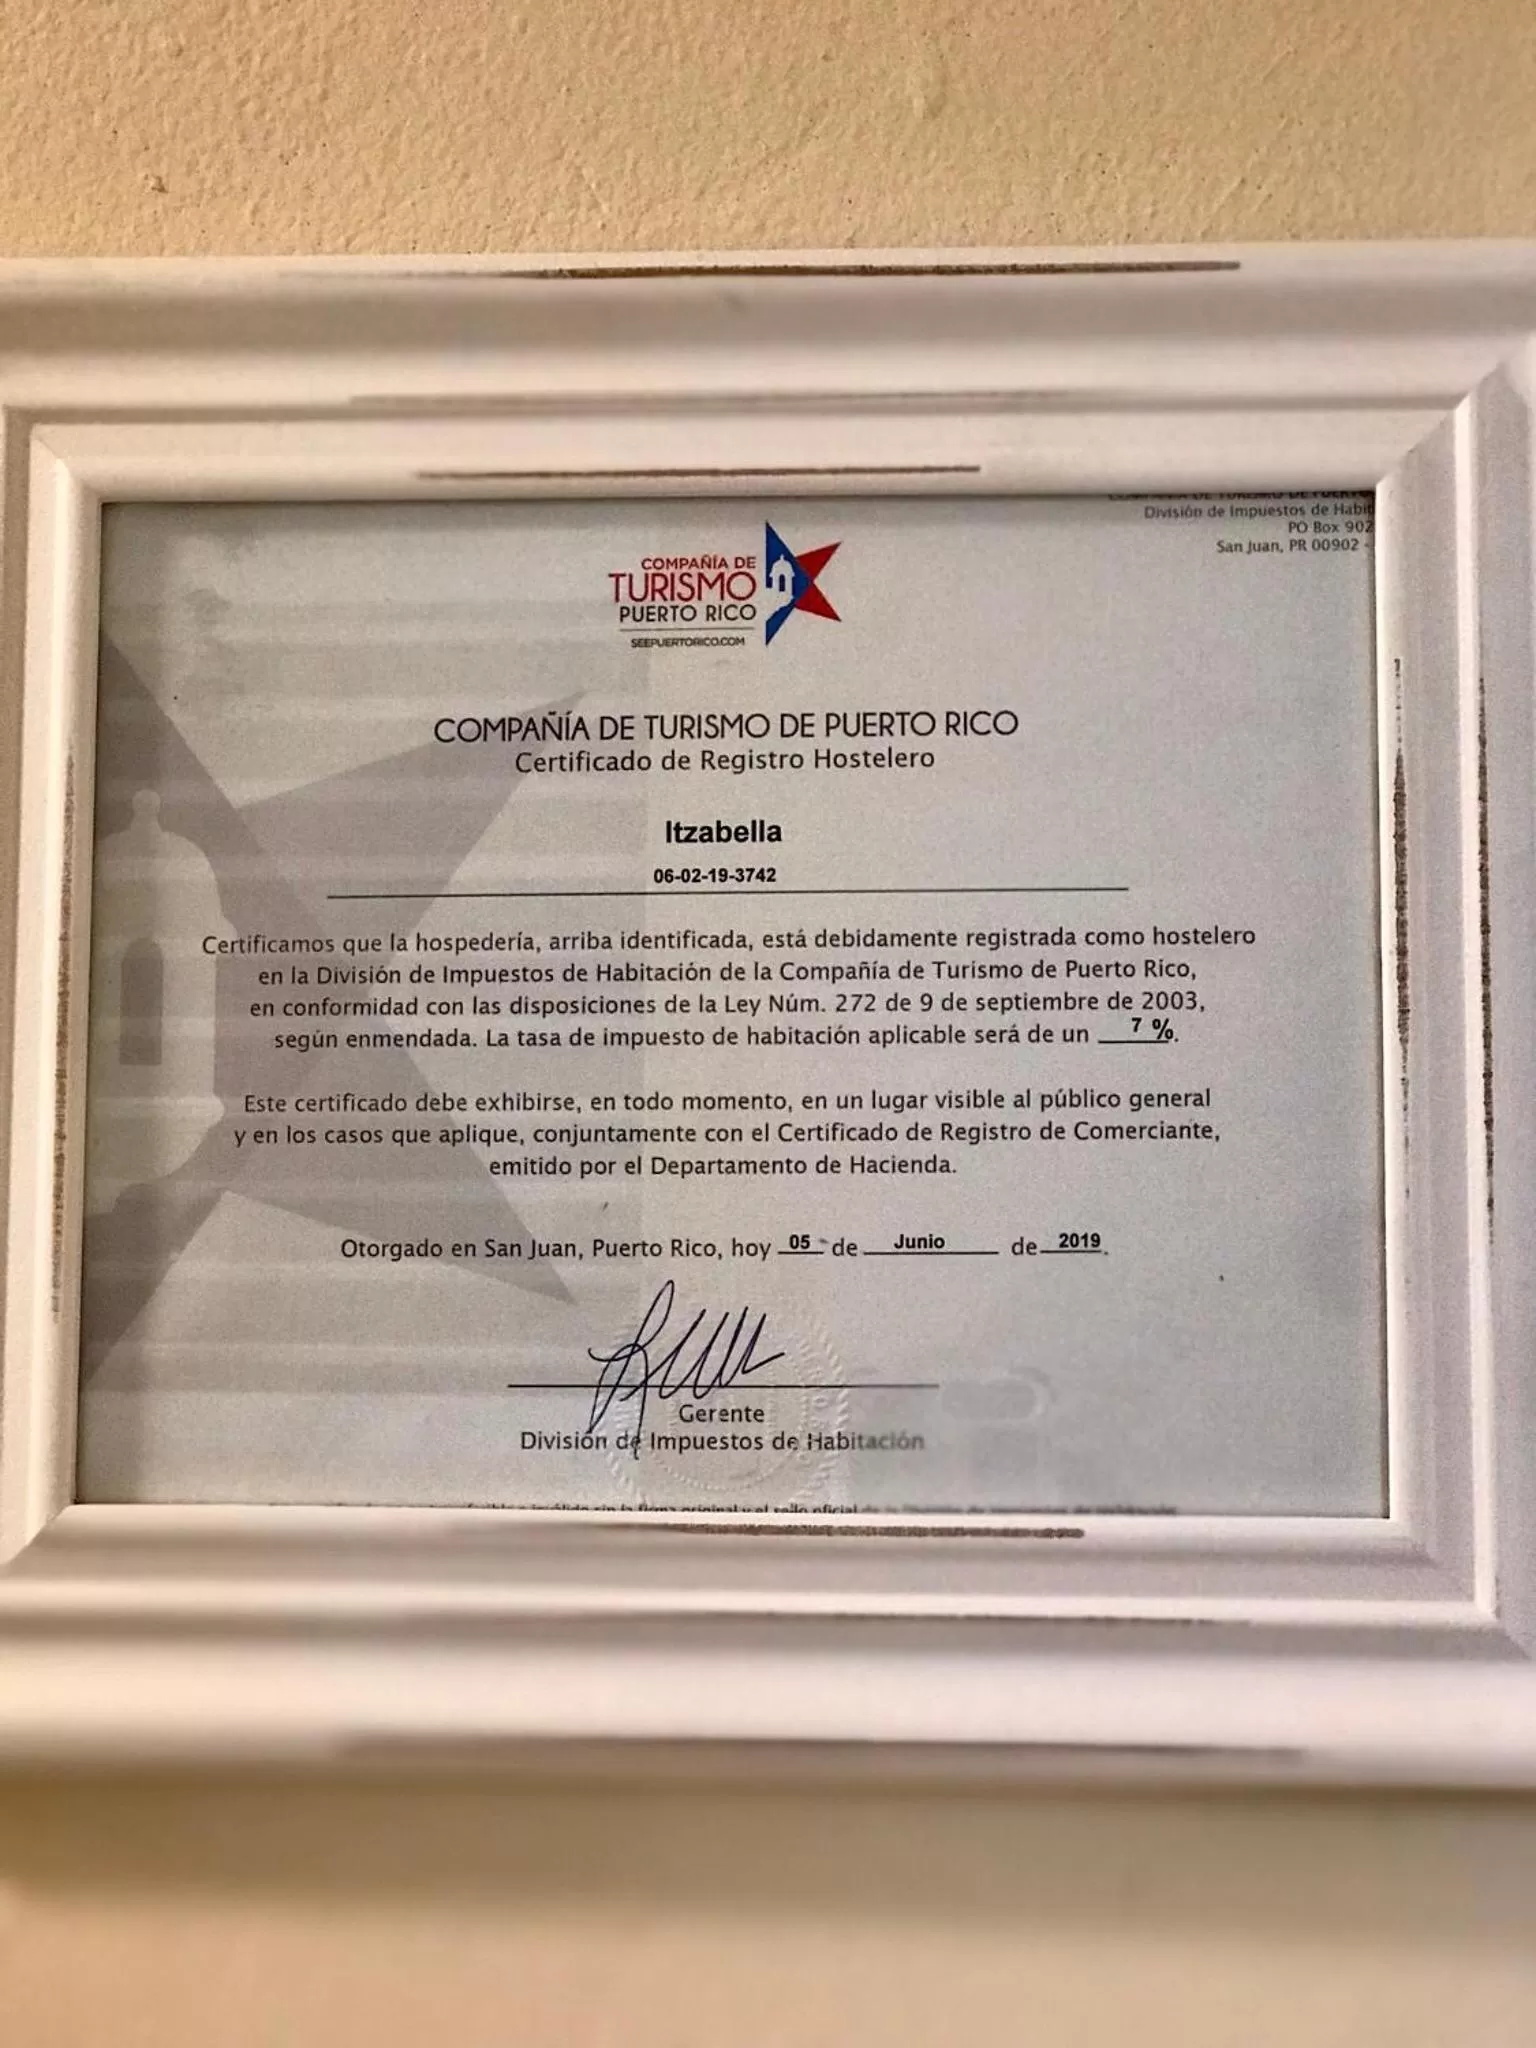 División de Impuestos de Habit
PO Box 902
San Juan, PR 00902 -
COMPAÑÍA DE
TURISMO
PUERTO RICO
SEEPUERTORICO.COM
COMPAÑÍA DE TURISMO DE PUERTO RICO
Certificado de Registro Hostelero
Itzabella
06-02-19-3742
Certificamos que la hospedería, arriba identificada, está debidamente registrada como hostelero
en la División de Impuestos de Habitación de la Compañía de Turismo de Puerto Rico,
en conformidad con las disposiciones de la Ley Núm. 272 de 9 de septiembre de 2003,
según enmendada. La tasa de impuesto de habitación aplicable será de un 7 %.
Este certificado debe exhibirse, en todo momento, en un lugar visible al público general
y en los casos que aplique, conjuntamente con el Certificado de Registro de Comerciante,
emitido por el Departamento de Hacienda.
Otorgado en San Juan, Puerto Rico, hoy 05 de Junio de 2019.
Gerente
División de Impuestos de Habitación